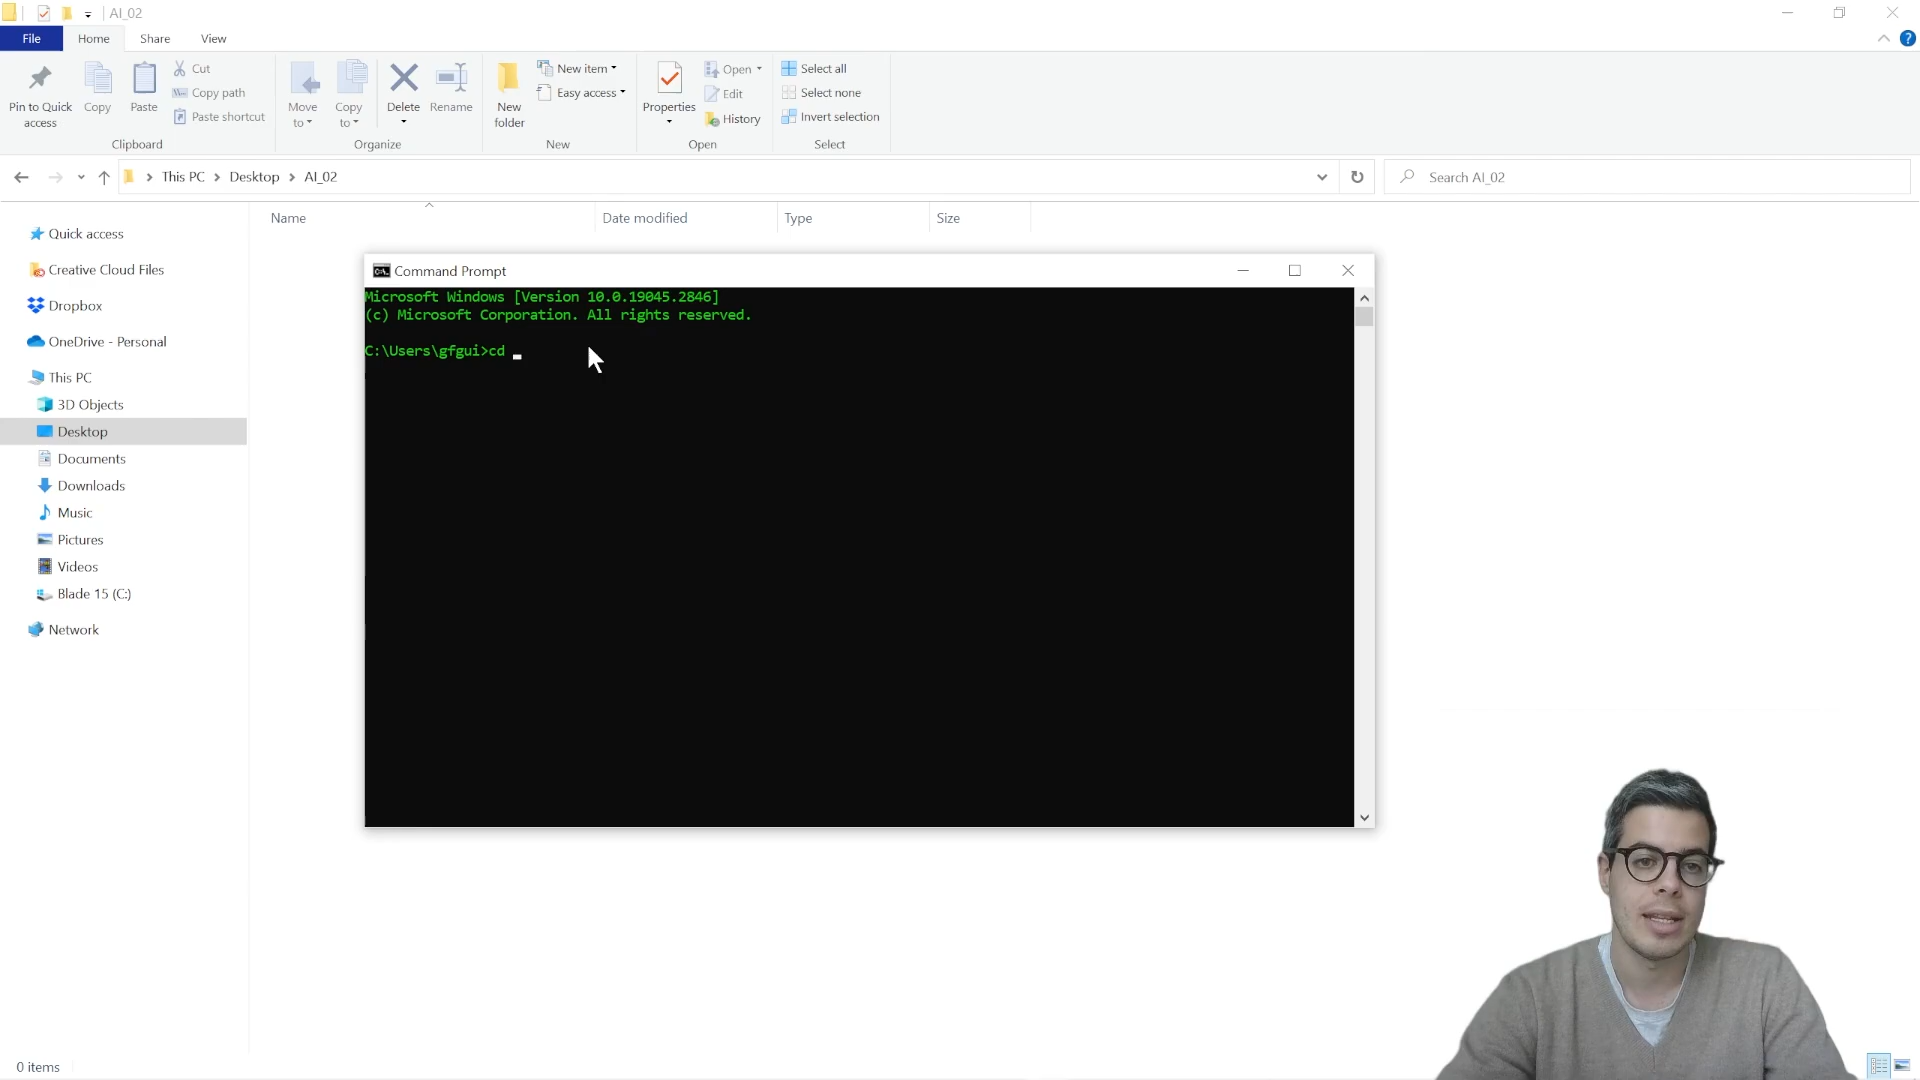 AI_02
File Home Share View
Pin to Quick access
Copy
Paste
Cut
Copy path
Paste shortcut
Clipboard
Move to
Copy to
Delete
Rename
Organize
New folder
New item
Easy access
New
Properties
Open
Edit
History
Open
Select all
Select none
Invert selection
Select
This PC > Desktop > AI_02
Search AI_02
Name Date modified Type Size
Quick access
Creative Cloud Files
Dropbox
OneDrive - Personal
This PC
3D Objects
Desktop
Documents
Downloads
Music
Pictures
Videos
Blade 15 (C:)
Network
Command Prompt
Microsoft Windows [Version 10.0.19045.2846]
(c) Microsoft Corporation. All rights reserved.
C:\Users\gfgui>cd _
0 items